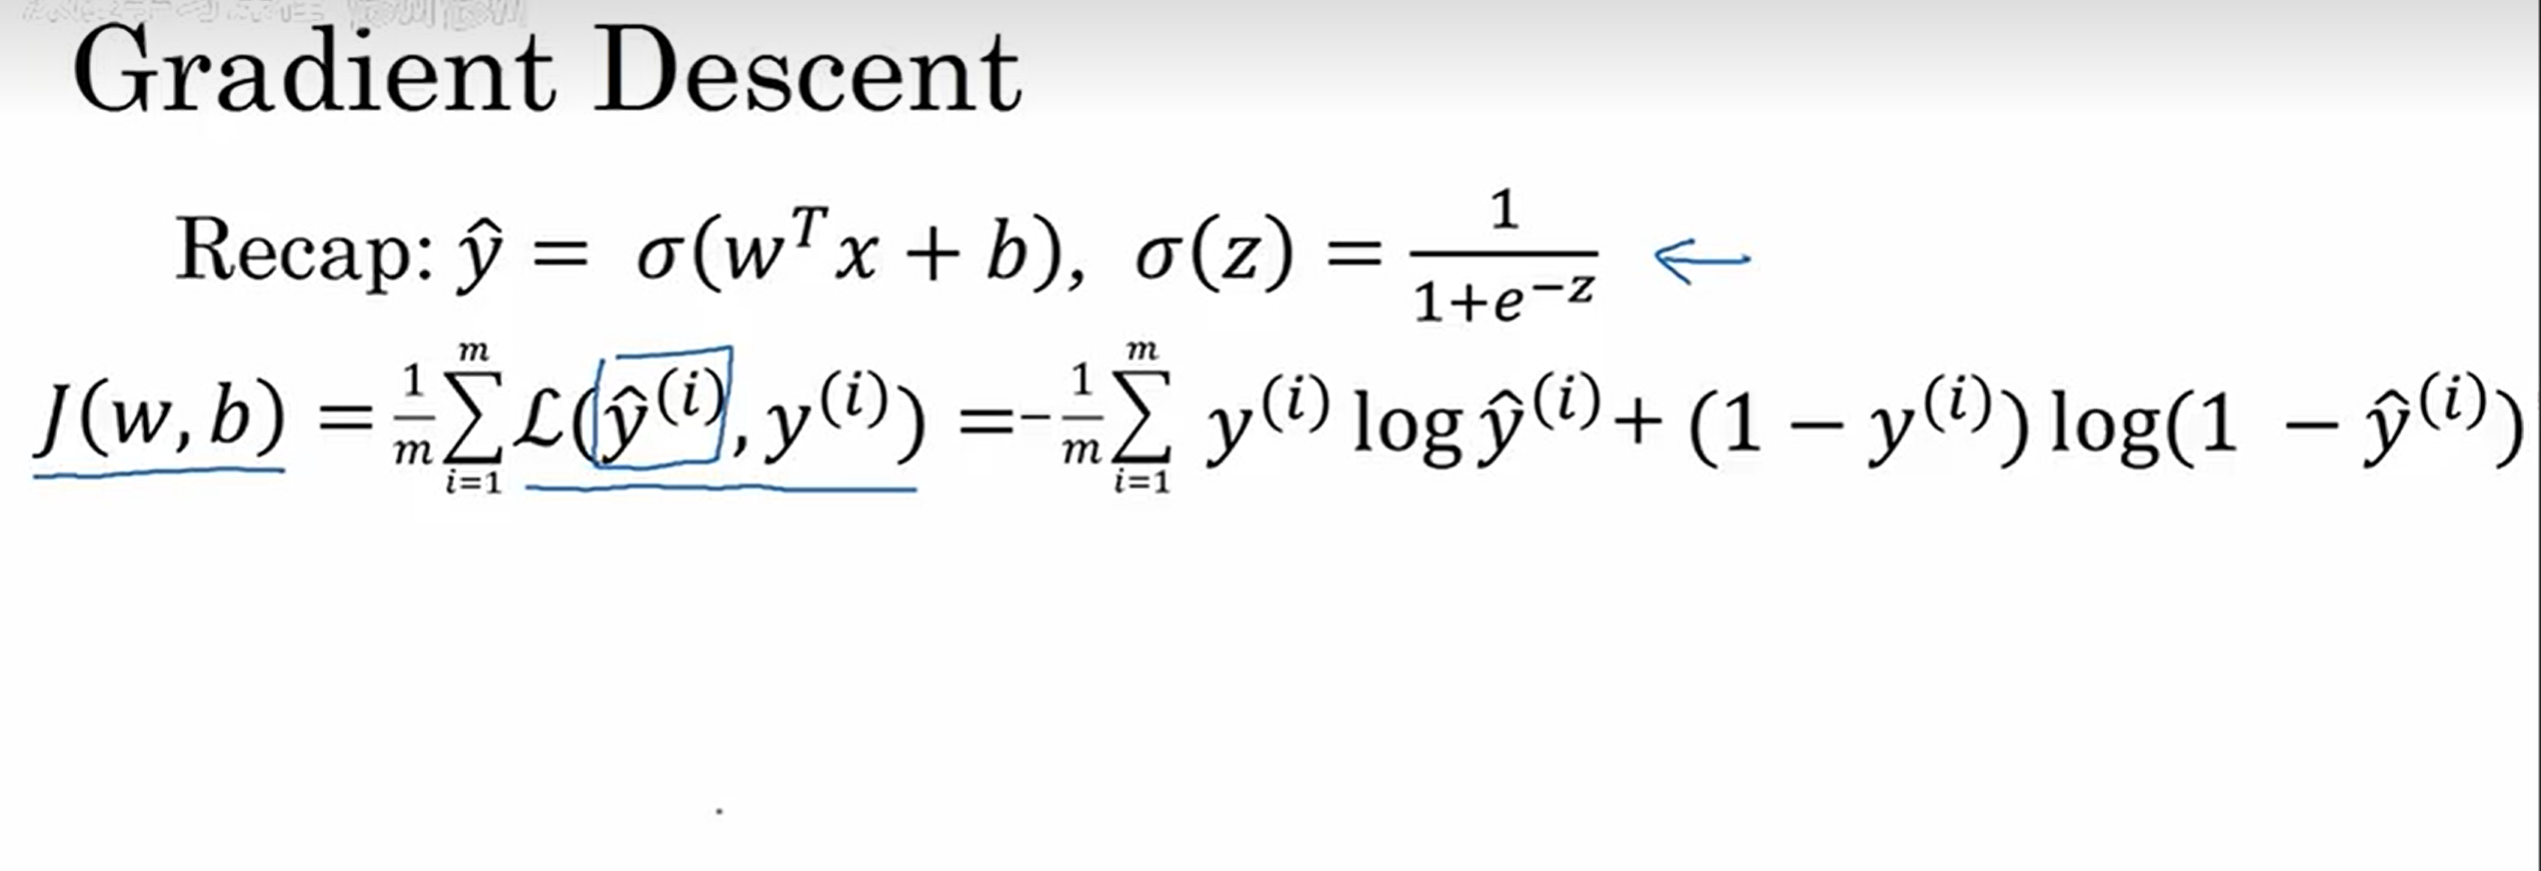 Gradient Descent
Recap: ŷ = σ(wᵀx + b), σ(z) = 1/(1+e⁻ᶻ) ←
J(w, b) = 1/m ∑ᵢ₌₁ᵐ ℒ(ŷ⁽ⁱ⁾, y⁽ⁱ⁾) = -1/m ∑ᵢ₌₁ᵐ y⁽ⁱ⁾ log ŷ⁽ⁱ⁾ + (1 − y⁽ⁱ⁾) log(1 − ŷ⁽ⁱ⁾)